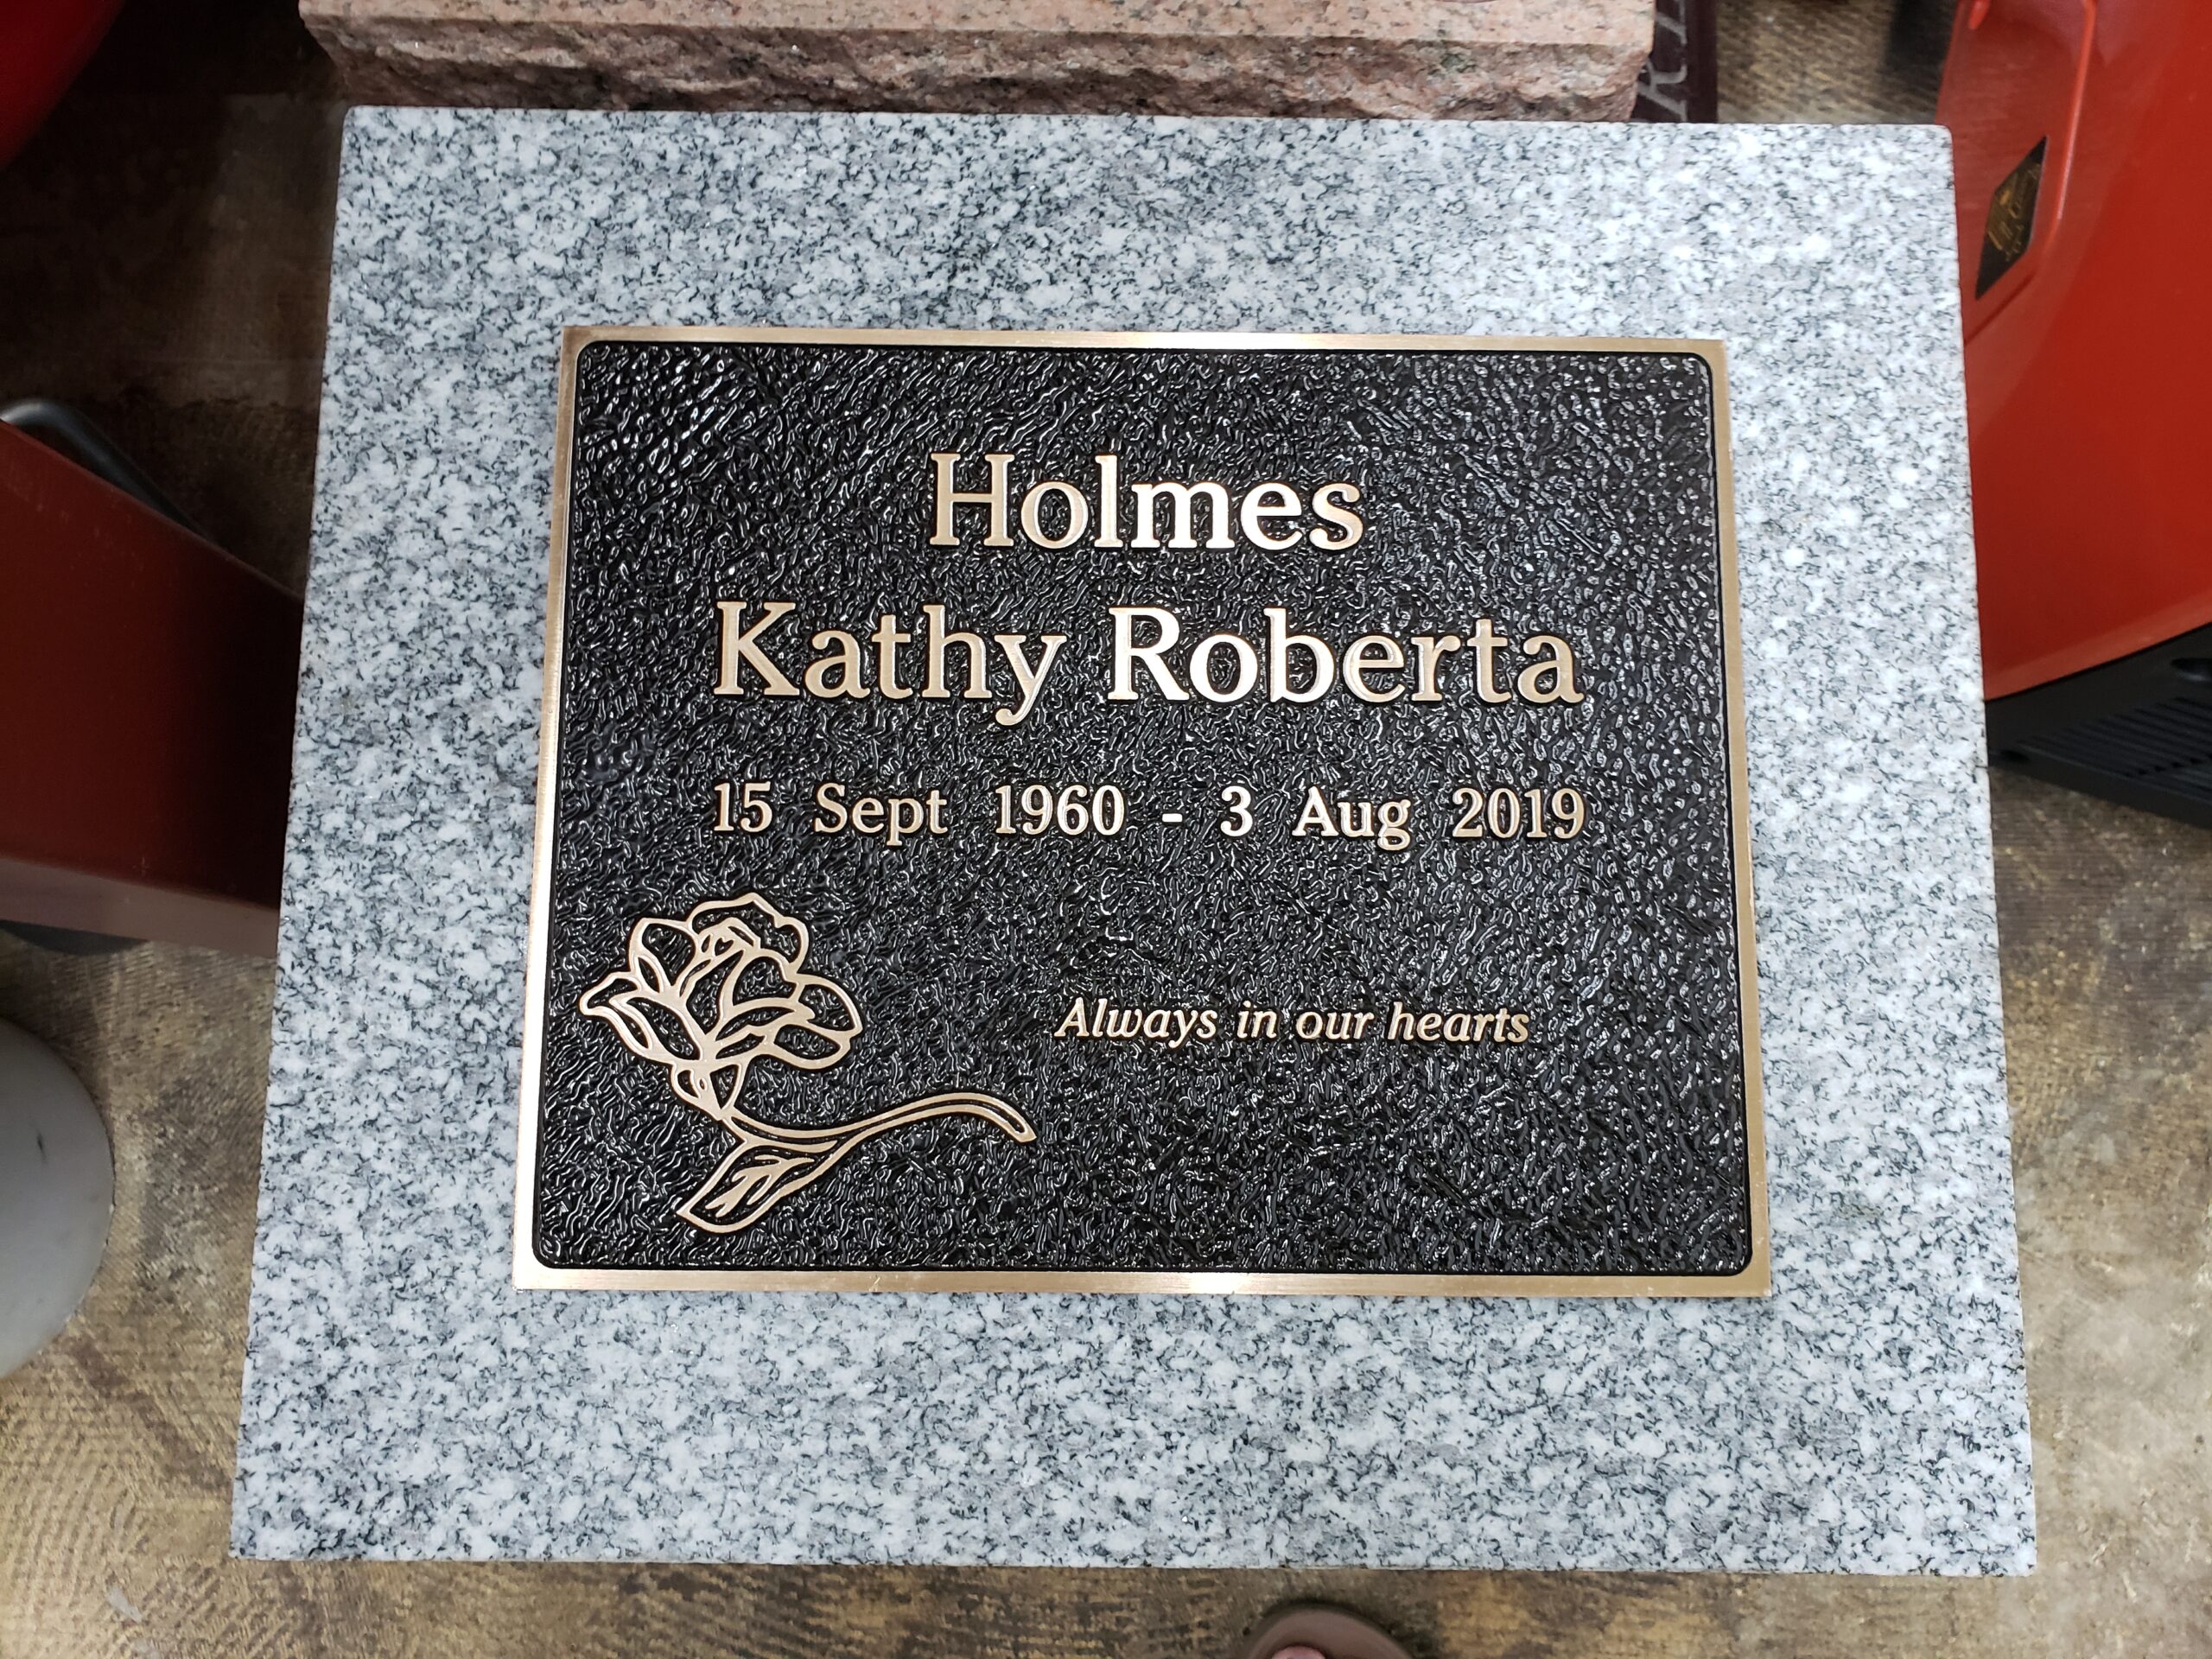 Holmes
Kathy Roberta
15 Sept 1960 - 3 Aug 2019
Always in our hearts